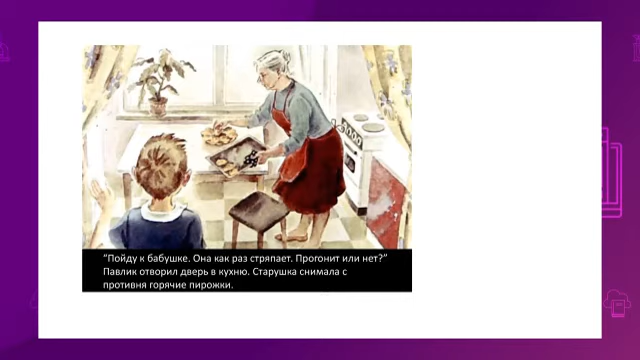 "Пойду к бабушке. Она как раз стряпает. Прогонит или нет?"
Павлик отворил дверь в кухню. Старушка снимала с
противня горячие пирожки.